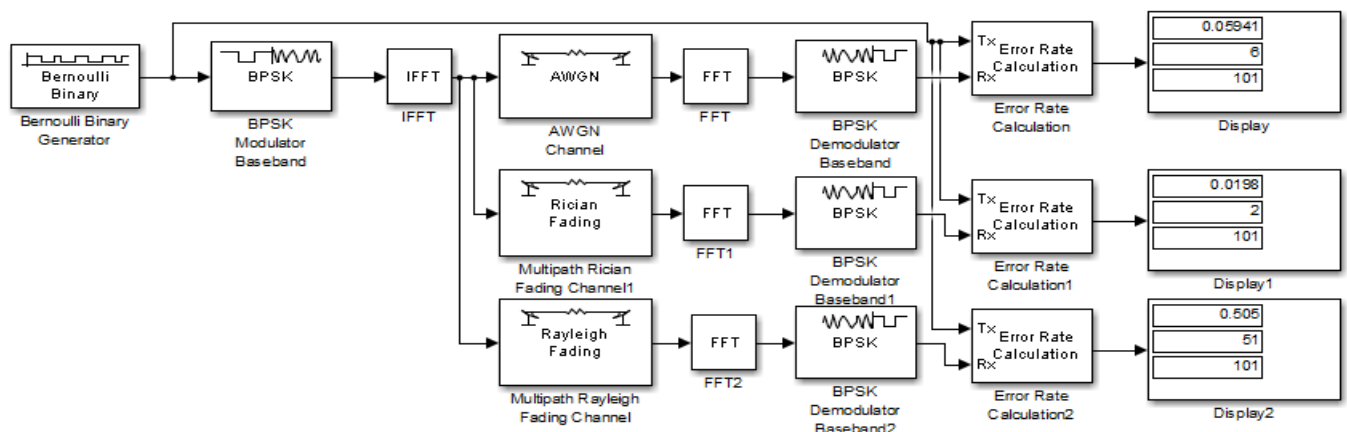 Bernoulli
Binary
Bernoulli Binary
Generator
BPSK
BPSK
Modulator
Baseband
IFFT
IFFT
AWGN
AWGN
Channel
FFT
FFT
BPSK
BPSK
Demodulator
Baseband
Tx
Rx
Error Rate
Calculation
Error Rate
Calculation
0.05941
6
101
Display
Rician
Fading
Multipath Rician
Fading Channel1
FFT
FFT1
BPSK
BPSK
Demodulator
Baseband1
Tx
Rx
Error Rate
Calculation
Error Rate
Calculation1
0.0198
2
101
Display1
Rayleigh
Fading
Multipath Rayleigh
Fading Channel
FFT
FFT2
BPSK
BPSK
Demodulator
Baseband2
Tx
Rx
Error Rate
Calculation
Error Rate
Calculation2
0.505
51
101
Display2